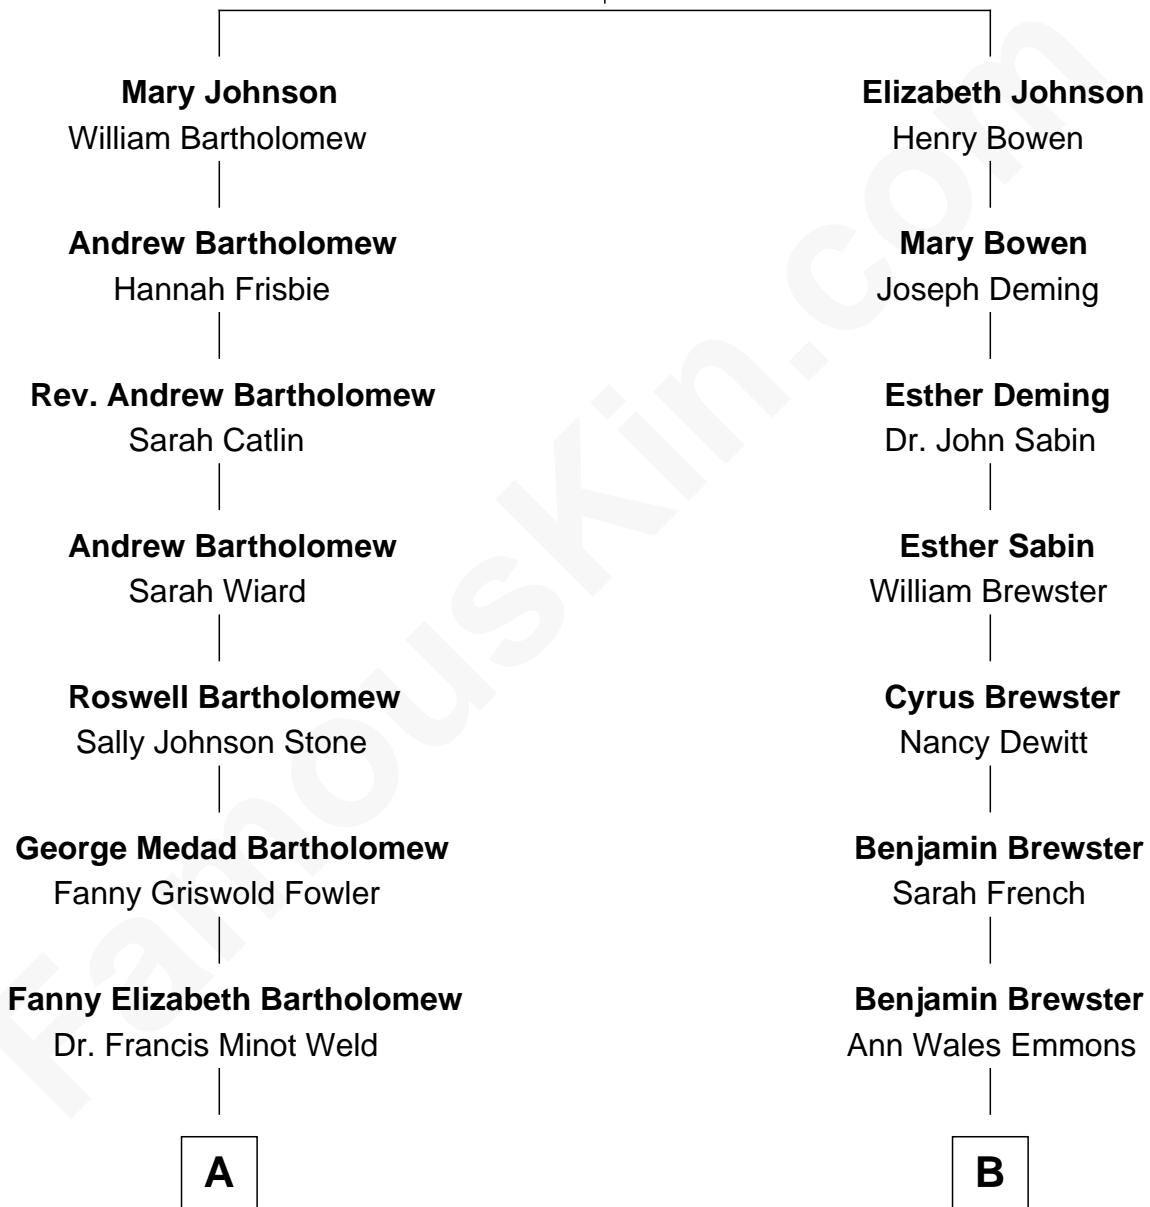 Mary Johnson
William Bartholomew
Andrew Bartholomew
Hannah Frisbie
Rev. Andrew Bartholomew
Sarah Catlin
Andrew Bartholomew
Sarah Wiard
Roswell Bartholomew
Sally Johnson Stone
George Medad Bartholomew
Fanny Griswold Fowler
Fanny Elizabeth Bartholomew
Dr. Francis Minot Weld
A
Elizabeth Johnson
Henry Bowen
Mary Bowen
Joseph Deming
Esther Deming
Dr. John Sabin
Esther Sabin
William Brewster
Cyrus Brewster
Nancy Dewitt
Benjamin Brewster
Sarah French
Benjamin Brewster
Ann Wales Emmons
B
FamousKin.com